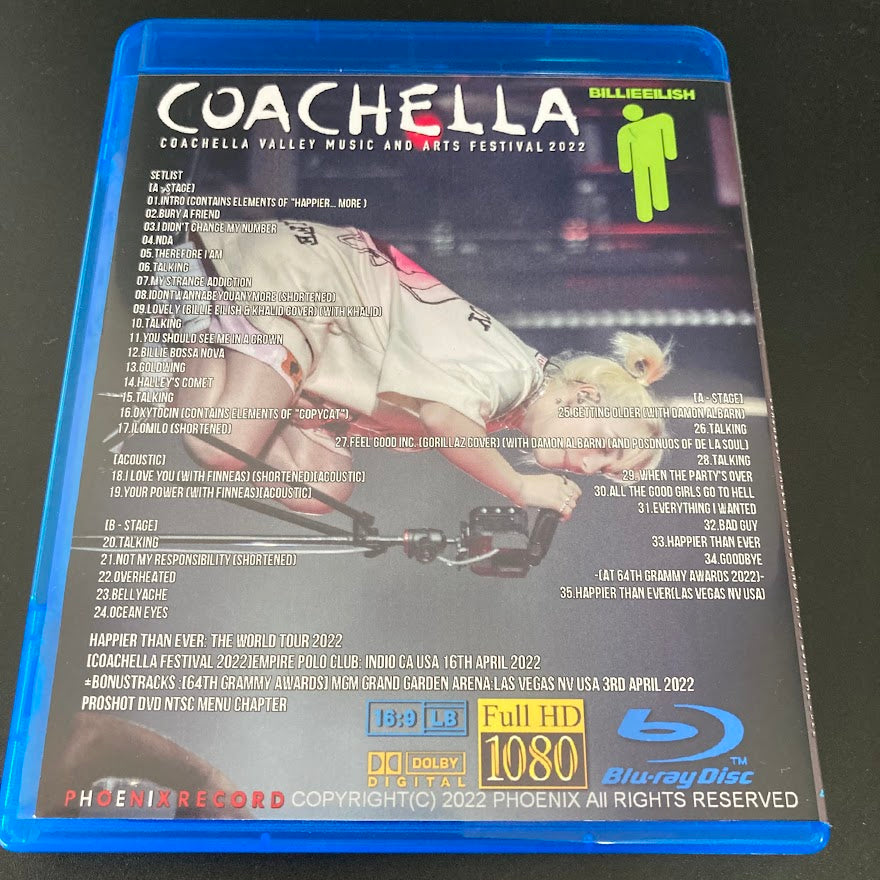 COACHELLA
COACHELLA VALLEY MUSIC AND ARTS FESTIVAL 2022
BILLIEEILISH
SETLIST
[A - STAGE]
01.INTRO (CONTAINS ELEMENTS OF "HAPPIER... MORE )
02.BURY A FRIEND
03.I DIDN'T CHANGE MY NUMBER
04.NDA
05.THEREFORE I AM
06.TALKING
07.MY STRANGE ADDICTION
08.IDONTWANNABEYOUANYMORE (SHORTENED)
09.LOVELY (BILLIE EILISH & KHALID COVER) (WITH KHALID)
10.TALKING
11.YOU SHOULD SEE ME IN A CROWN
12.BILLIE BOSSA NOVA
13.GOLDWING
14.HALLEY'S COMET
15.TALKING
16.OXYTOCIN (CONTAINS ELEMENTS OF "COPYCAT")
17.ILOMILO (SHORTENED)
[ACOUSTIC]
18.I LOVE YOU (WITH FINNEAS) (SHORTENED)[ACOUSTIC]
19.YOUR POWER (WITH FINNEAS)[ACOUSTIC]
[B - STAGE]
20.TALKING
21.NOT MY RESPONSIBILITY (SHORTENED)
22.OVERHEATED
23.BELLYACHE
24.OCEAN EYES
[A - STAGE]
25.GETTING OLDER (WITH DAMON ALBARN)
26.TALKING
27.FEEL GOOD INC. (GORILLAZ COVER) (WITH DAMON ALBARN) (AND POSDNUOS OF DE LA SOUL)
28.TALKING
29. WHEN THE PARTY'S OVER
30.ALL THE GOOD GIRLS GO TO HELL
31.EVERYTHING I WANTED
32.BAD GUY
33.HAPPIER THAN EVER
34.GOODBYE
-[AT 64TH GRAMMY AWARDS 2022]-
35.HAPPIER THAN EVER(LAS VEGAS NV USA)
HAPPIER THAN EVER: THE WORLD TOUR 2022
[COACHELLA FESTIVAL 2022]EMPIRE POLO CLUB: INDIO CA USA 16TH APRIL 2022
±BONUSTRACKS :[64TH GRAMMY AWARDS] MGM GRAND GARDEN ARENA:LAS VEGAS NV USA 3RD APRIL 2022
PROSHOT DVD NTSC MENU CHAPTER
16:9 LB
DOLBY
DIGITAL
Full HD
1080
Blu-ray Disc TM
PHOENIXRECORD COPYRIGHT(C) 2022 PHOENIX All RIGHTS RESERVED